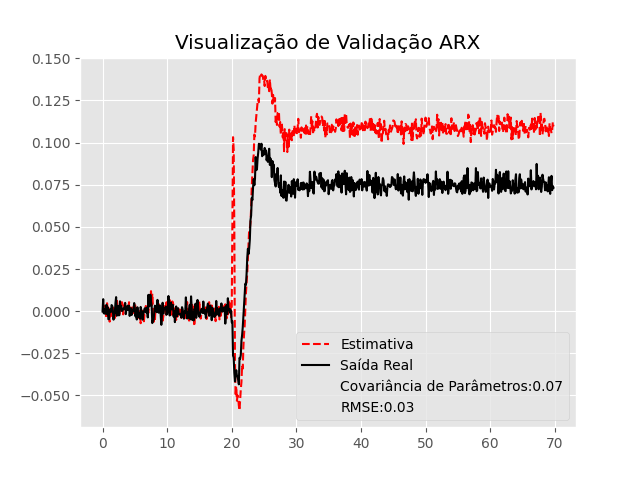 Visualização de Validação ARX
0.150
0.125
0.100
0.075
0.050
0.025
0.000
−0.025
−0.050
Estimativa
Saída Real
Covariância de Parâmetros:0.07
RMSE:0.03
0 10 20 30 40 50 60 70